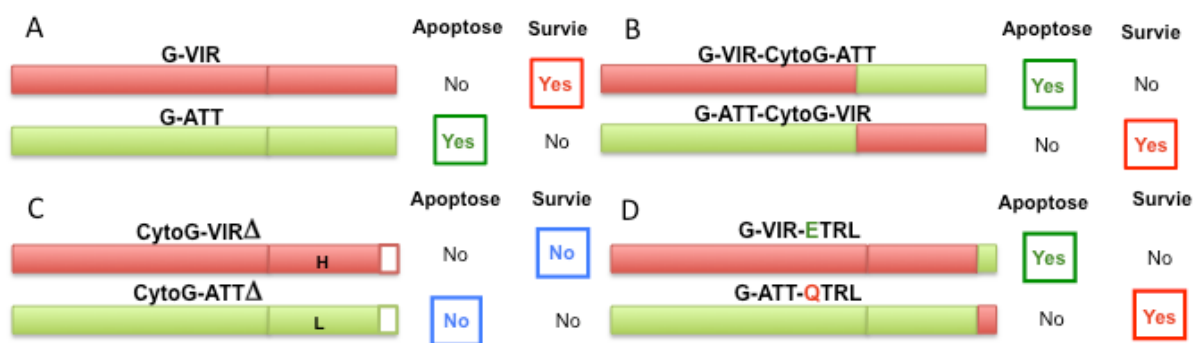 A
Apoptose Survie
G-VIR
No Yes
G-ATT
Yes No
B
Apoptose Survie
G-VIR-CytoG-ATT
Yes No
G-ATT-CytoG-VIR
No Yes
C
Apoptose Survie
CytoG-VIRΔ
H
No No
CytoG-ATTΔ
L
No No
D
Apoptose Survie
G-VIR-ETRL
Yes No
G-ATT-QTRL
No Yes